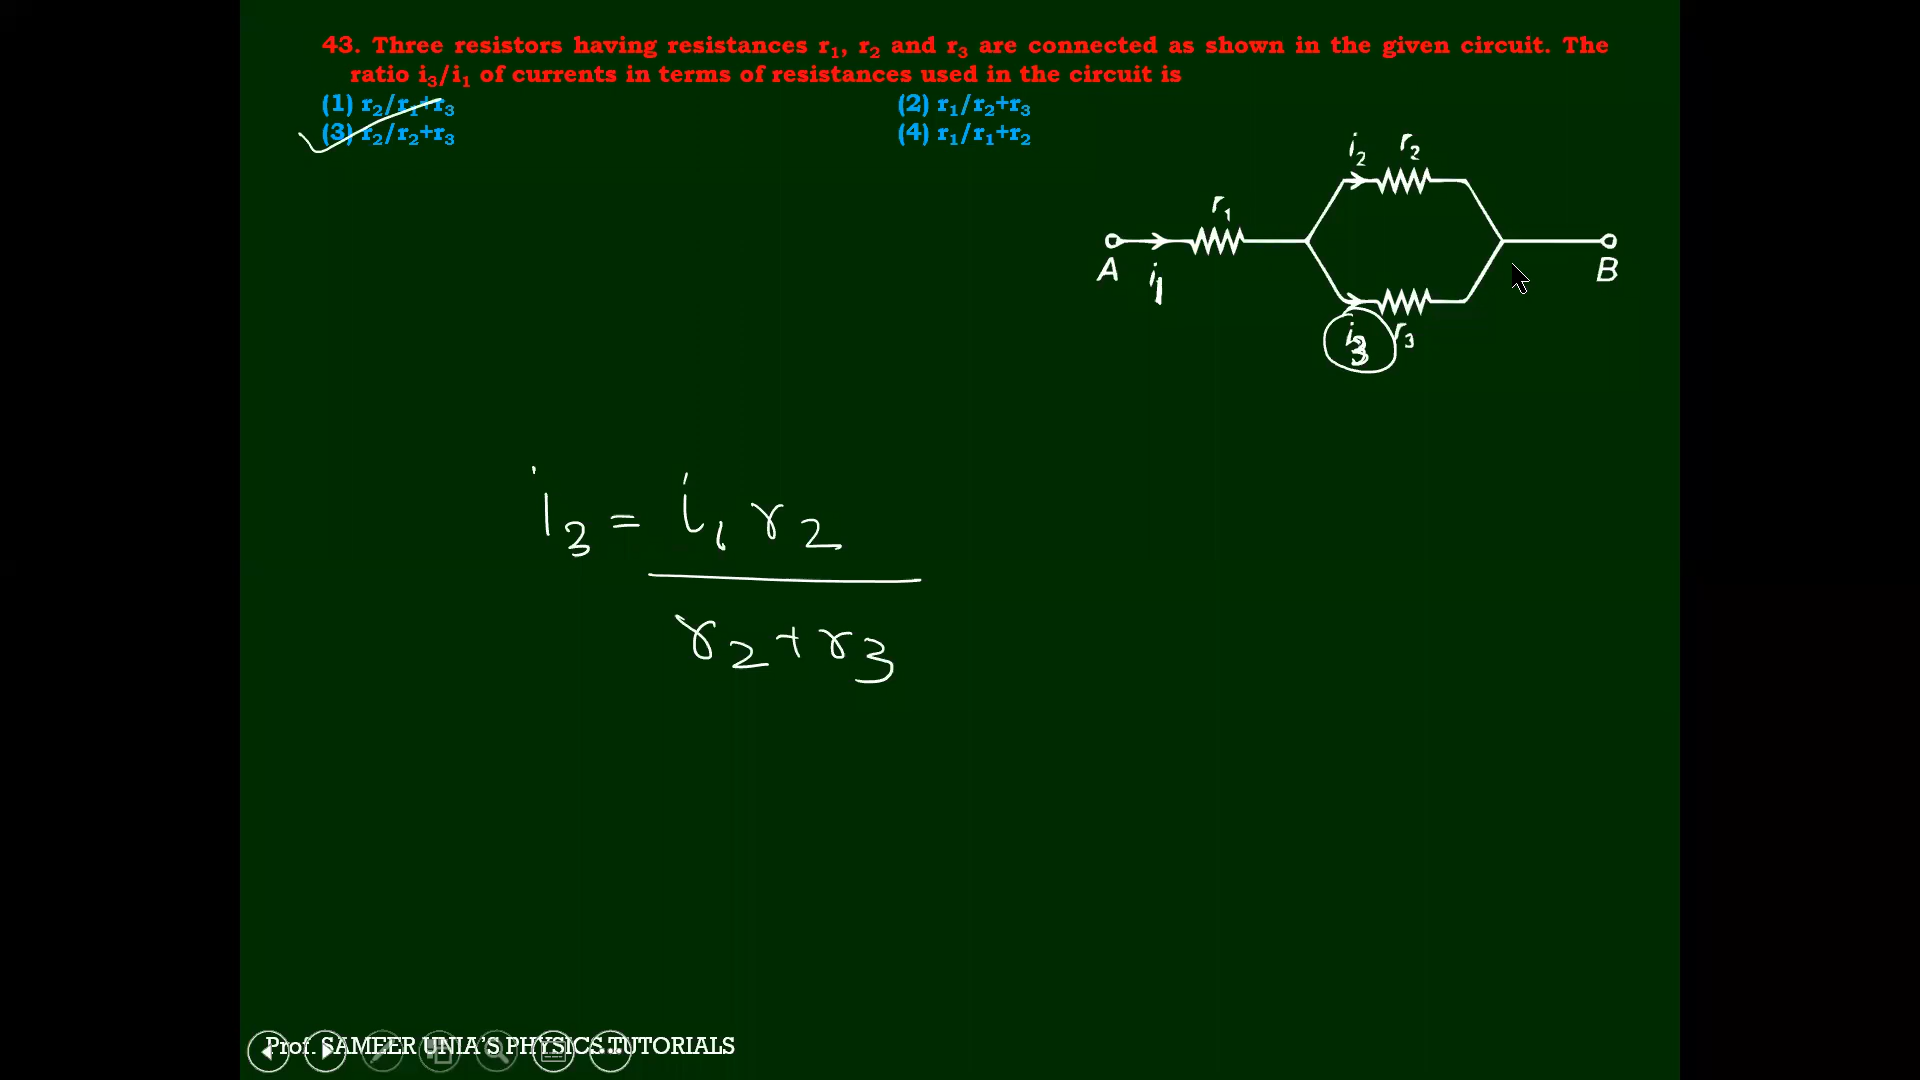 43. Three resistors having resistances r₁, r₂ and r₃ are connected as shown in the given circuit. The
ratio i₃/i₁ of currents in terms of resistances used in the circuit is
(1) r₂/r₁+r₃ (2) r₁/r₂+r₃
(3) r₂/r₂+r₃ (4) r₁/r₁+r₂
i₂ r₂
r₁
A i₁ B
i₃ r₃
i₃ = i₁ r₂
r₂+r₃
Prof. SAMEER UNIA'S PHYSICS TUTORIALS